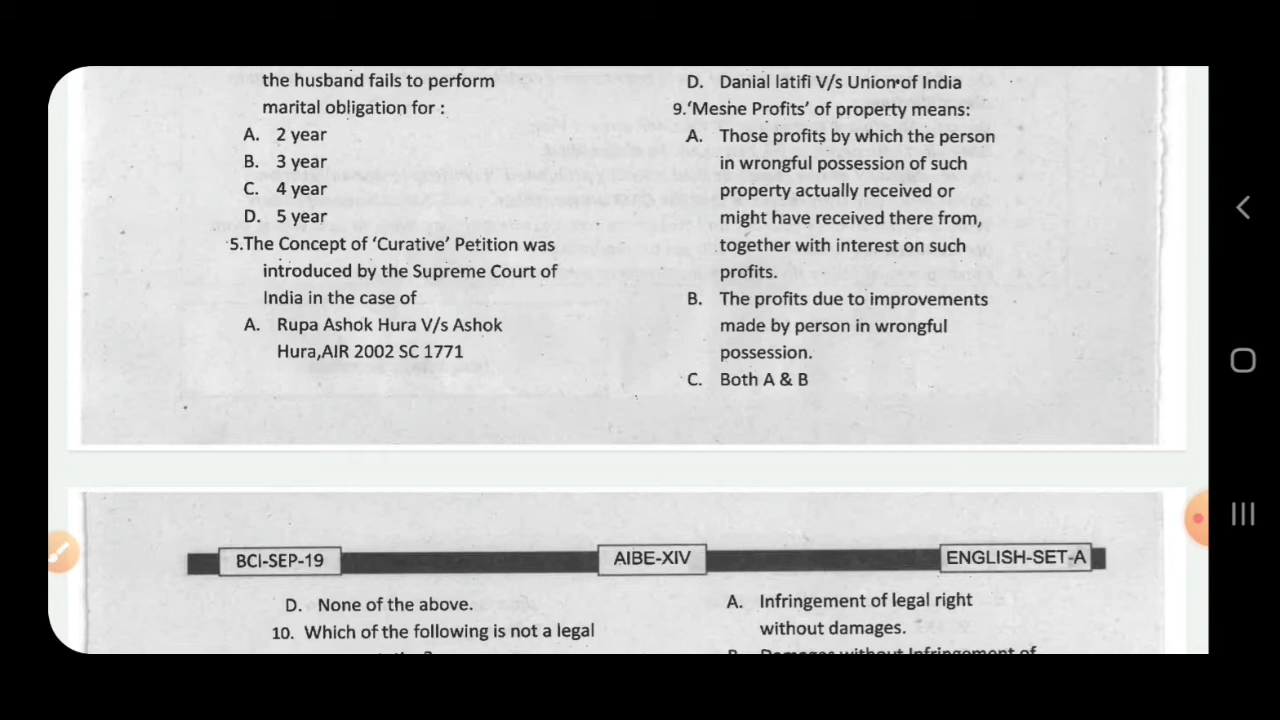 the husband fails to perform
marital obligation for :
A. 2 year
B. 3 year
C. 4 year
D. 5 year
5.The Concept of ‘Curative’ Petition was
introduced by the Supreme Court of
India in the case of
A. Rupa Ashok Hura V/s Ashok
Hura,AIR 2002 SC 1771
D. Danial latifi V/s Union of India
9.‘Mesne Profits’ of property means:
A. Those profits by which the person
in wrongful possession of such
property actually received or
might have received there from,
together with interest on such
profits.
B. The profits due to improvements
made by person in wrongful
possession.
C. Both A & B
BCI-SEP-19
AIBE-XIV
ENGLISH-SET-A
D. None of the above.
10. Which of the following is not a legal
A. Infringement of legal right
without damages.
B. Damages without Infringement of